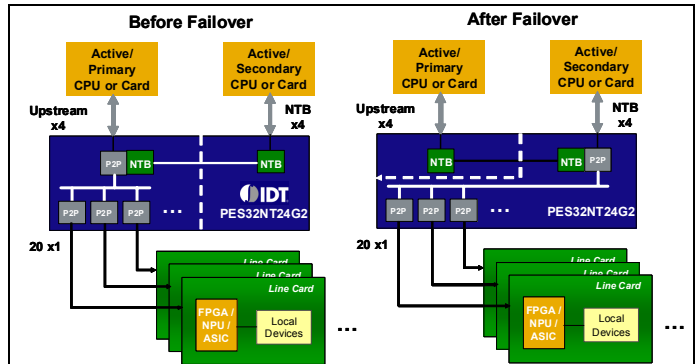 Before Failover
Active/
Primary
CPU or Card
Active/
Secondary
CPU or Card
Upstream
x4
NTB
x4
P2P
NTB
NTB
IDT
PES32NT24G2
P2P
P2P
P2P
...
20 x1
Line Card
Line Card
Line Card
FPGA /
NPU /
ASIC
Local
Devices
...
After Failover
Active/
Primary
CPU or Card
Active/
Secondary
CPU or Card
Upstream
x4
NTB
x4
NTB
NTB
P2P
P2P
P2P
P2P
...
PES32NT24G2
20 x1
Line Card
Line Card
Line Card
FPGA /
NPU /
ASIC
Local
Devices
...